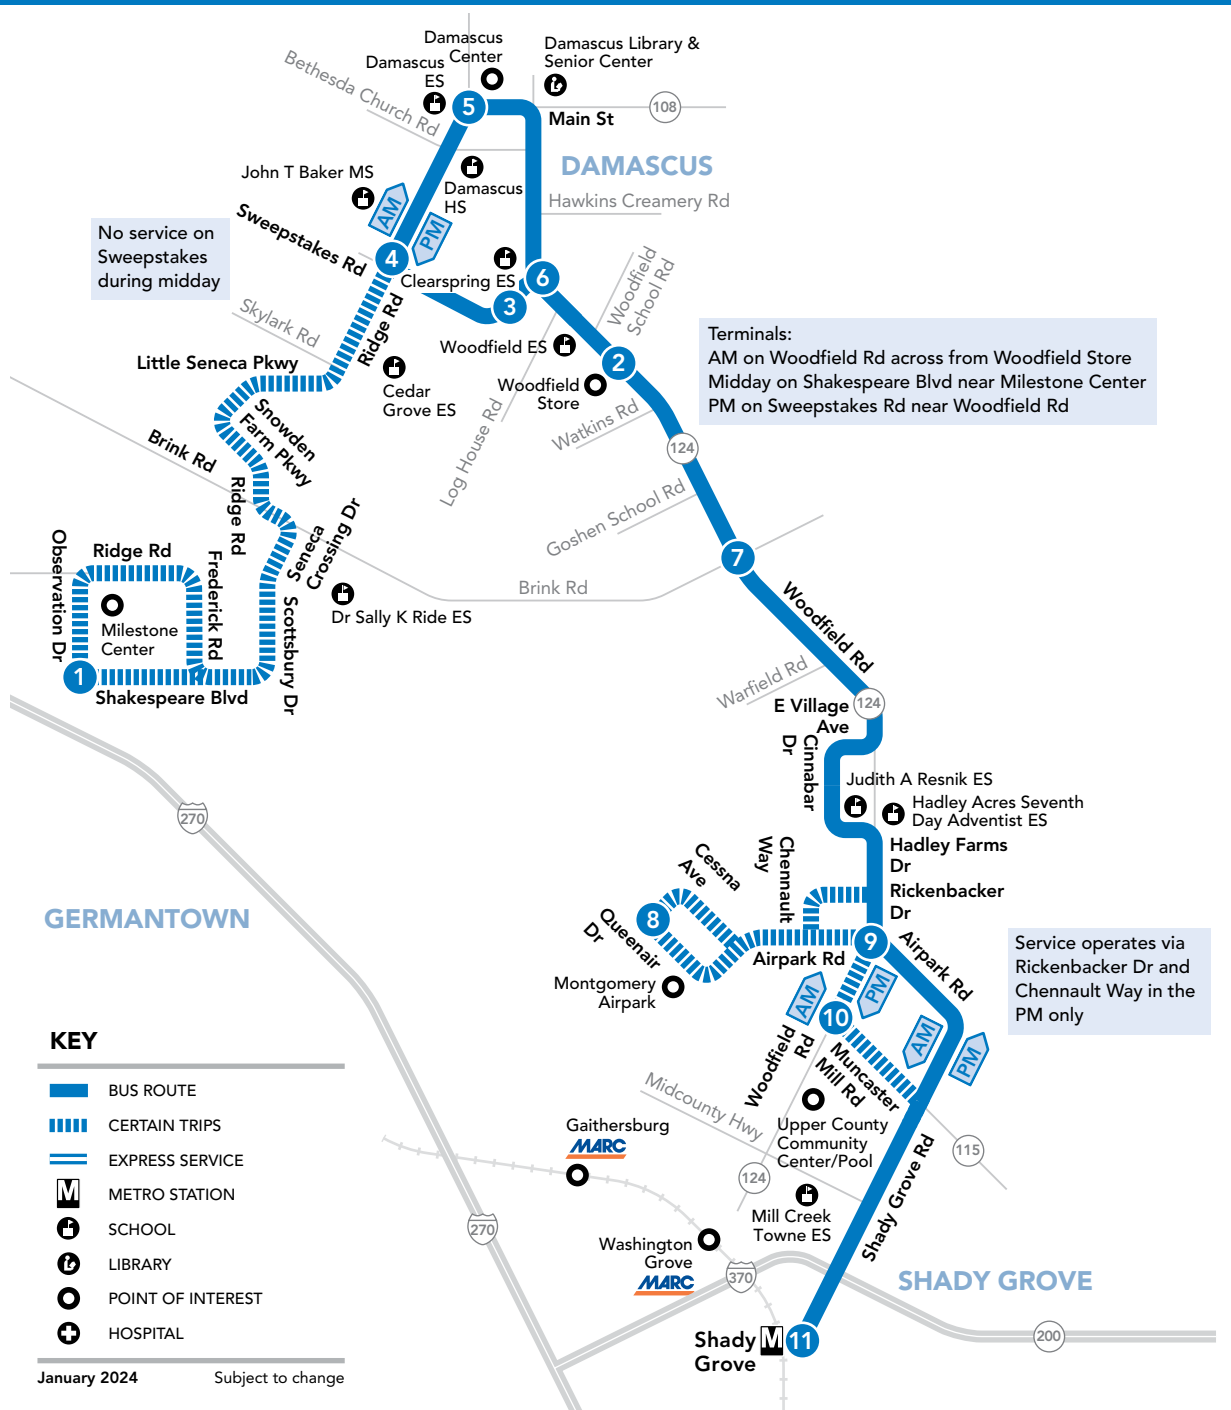 Damascus
Center
Damascus Library &
Senior Center
Damascus
ES
Bethesda Church Rd
5
Main St
108
DAMASCUS
John T Baker MS
Damascus
HS
Hawkins Creamery Rd
AM
PM
Sweepstakes Rd
No service on
Sweepstakes
during midday
4
Clearspring ES
6
3
Woodfield
School Rd
Skylark Rd
Ridge Rd
Woodfield ES
2
Terminals:
AM on Woodfield Rd across from Woodfield Store
Midday on Shakespeare Blvd near Milestone Center
PM on Sweepstakes Rd near Woodfield Rd
Little Seneca Pkwy
Cedar
Grove ES
Woodfield
Store
Snowden
Farm Pkwy
Watkins Rd
Log House Rd
124
Brink Rd
Ridge Rd
Goshen School Rd
Seneca
Crossing Dr
7
Observation Dr
Ridge Rd
Frederick Rd
Brink Rd
Milestone
Center
Dr Sally K Ride ES
Scottsbury Dr
Woodfield Rd
1
Shakespeare Blvd
Warfield Rd
124
E Village
Ave
Cinnabar
Dr
Judith A Resnik ES
Hadley Acres Seventh
Day Adventist ES
270
Hadley Farms
Dr
Chennault
Way
Cessna
Ave
Rickenbacker
Dr
GERMANTOWN
8
Queenair
Dr
9
Airpark Rd
Airpark Rd
Service operates via
Rickenbacker Dr and
Chennault Way in the
PM only
Montgomery
Airpark
AM
PM
10
Woodfield
Rd
Muncaster
Mill Rd
AM
PM
KEY
BUS ROUTE
CERTAIN TRIPS
EXPRESS SERVICE
M
METRO STATION
SCHOOL
LIBRARY
POINT OF INTEREST
HOSPITAL
January 2024
Subject to change
Midcounty Hwy
Upper County
Community
Center/Pool
Gaithersburg
MARC
115
124
Shady Grove Rd
Mill Creek
Towne ES
270
Washington
Grove
MARC
370
SHADY GROVE
Shady
Grove
M
11
200